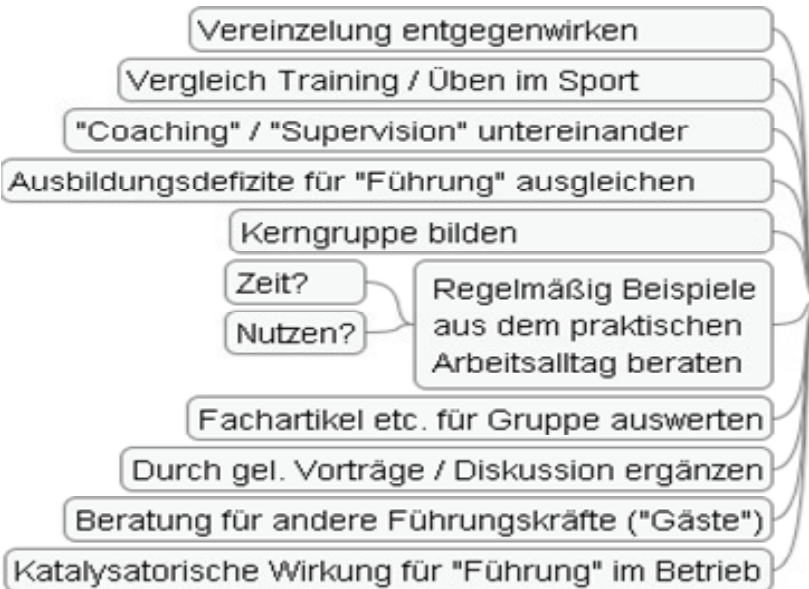 Vereinzelung entgegenwirken
Vergleich Training / Üben im Sport
"Coaching" / "Supervision" untereinander
Ausbildungsdefizite für "Führung" ausgleichen
Kerngruppe bilden
Zeit?
Nutzen?
Regelmäßig Beispiele
aus dem praktischen
Arbeitsalltag beraten
Fachartikel etc. für Gruppe auswerten
Durch gel. Vorträge / Diskussion ergänzen
Beratung für andere Führungskräfte ("Gäste")
Katalysatorische Wirkung für "Führung" im Betrieb